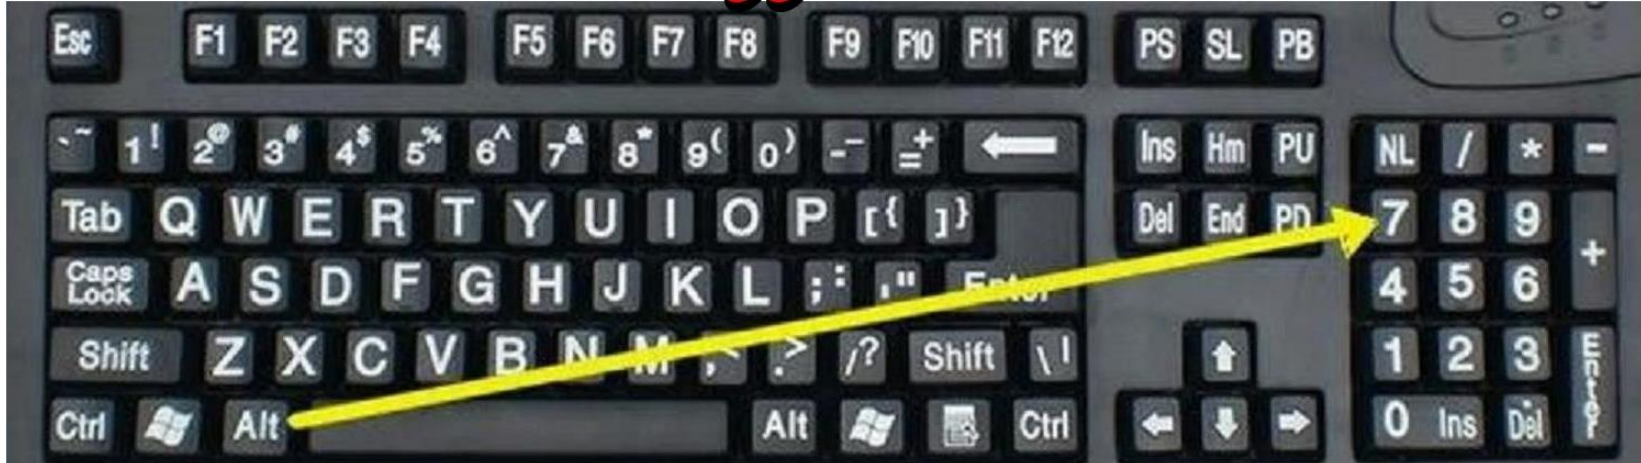 Esc F1 F2 F3 F4 F5 F6 F7 F8 F9 F10 F11 F12 PS SL PB
`~ 1! 2@ 3# 4$ 5% 6^ 7& 8* 9( 0) -_ =+ Ins Hm PU NL / * -
Tab Q W E R T Y U I O P [{ ]} Del End PD 7 8 9 +
Caps Lock A S D F G H J K L ;: '" Enter 4 5 6
Shift Z X C V B N M ,< .> /? Shift \| 1 2 3 Enter
Ctrl Alt Alt Ctrl 0 Ins . Del